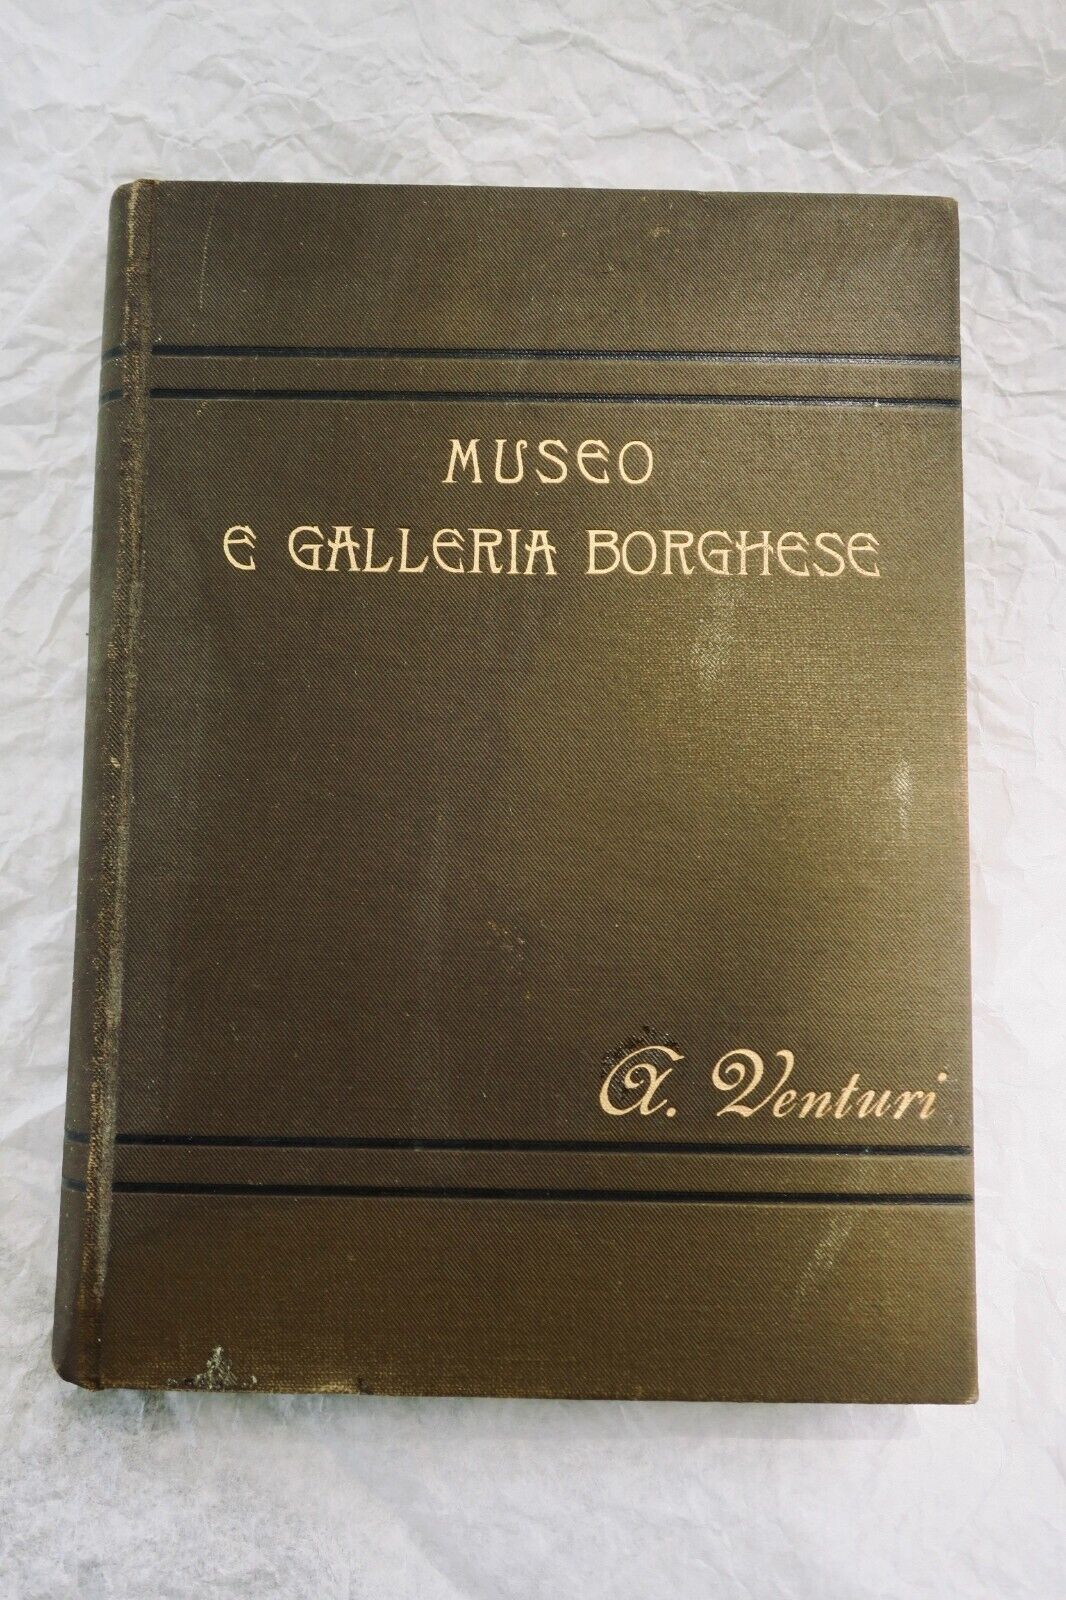 MUSEO
E GALLERIA BORGHESE
A. Venturi